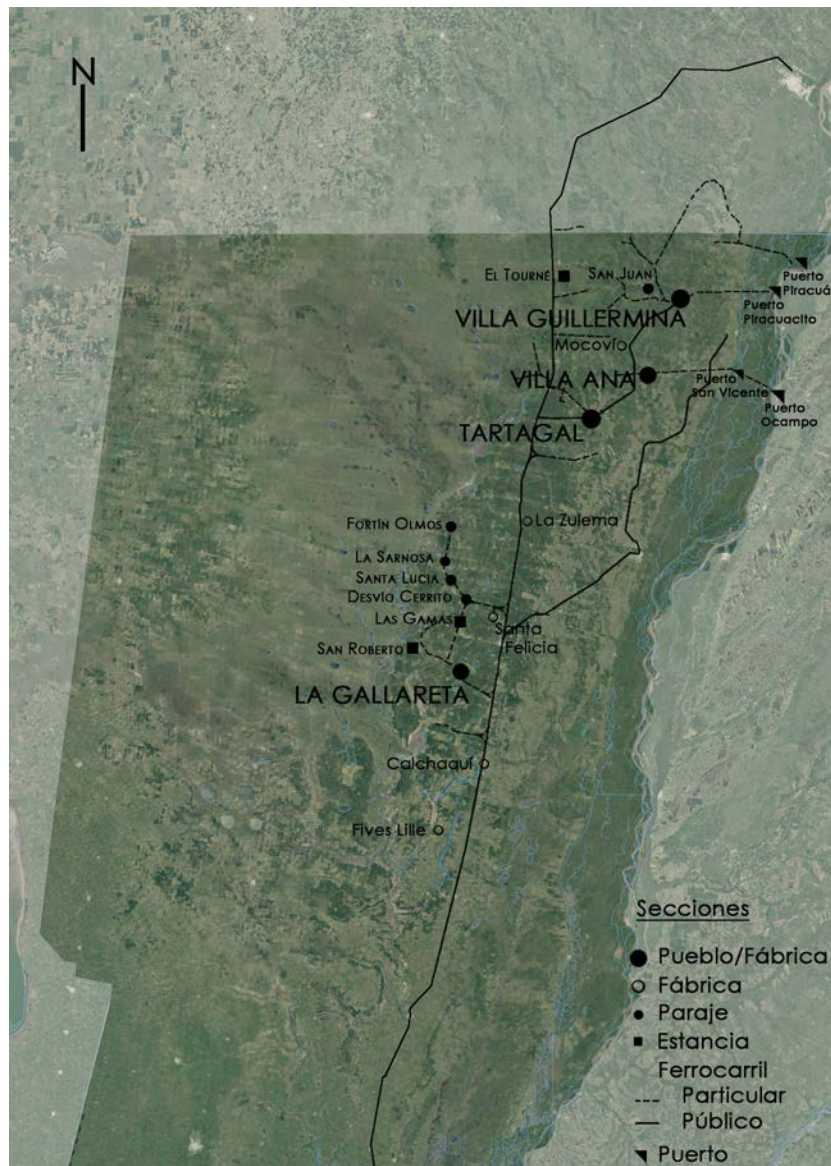 N
EL TOURNÉ
SAN JUAN
Puerto
Piracuá
VILLA GUILLERMINA
Puerto
Piracuacito
Mocovío
VILLA ANA
Puerto
San Vicente
Puerto
Ocampo
TARTAGAL
FORTÍN OLMOS
La Zulema
LA SARNOSA
SANTA LUCIA
DESVÍO CERRITO
LAS GAMAS
Santa
Felicia
SAN ROBERTO
LA GALLARETA
Calchaquí
Fives Lille
Secciones
Pueblo/Fábrica
Fábrica
Paraje
Estancia
Ferrocarril
Particular
Público
Puerto